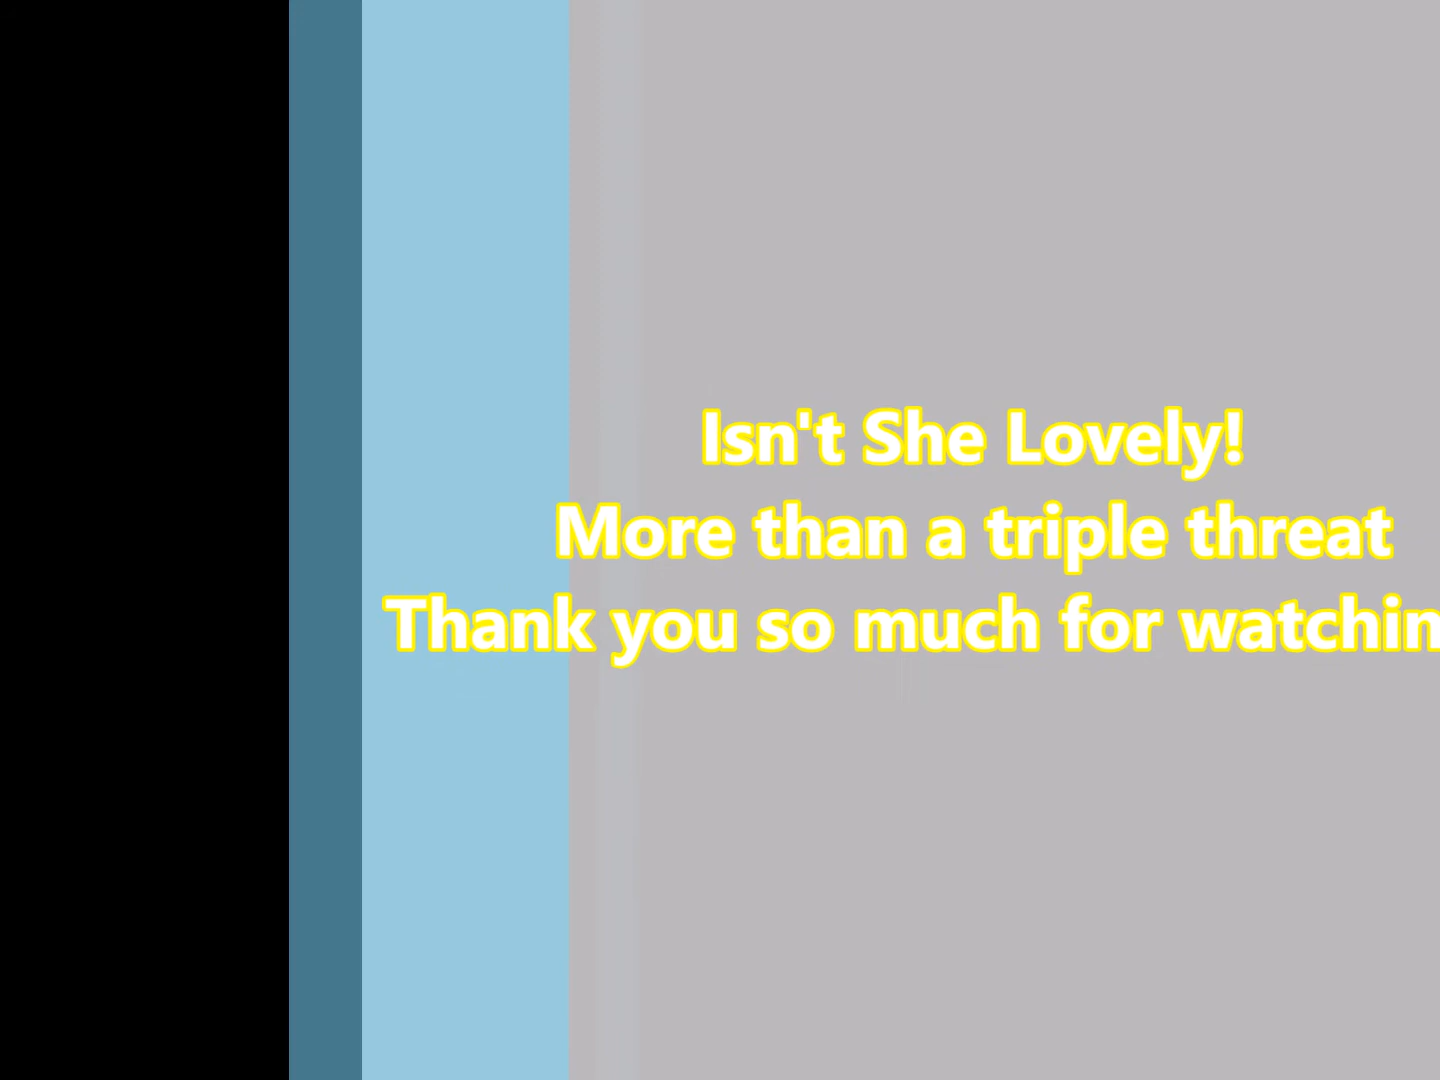 Isn't She Lovely!
More than a triple threat
Thank you so much for watchin